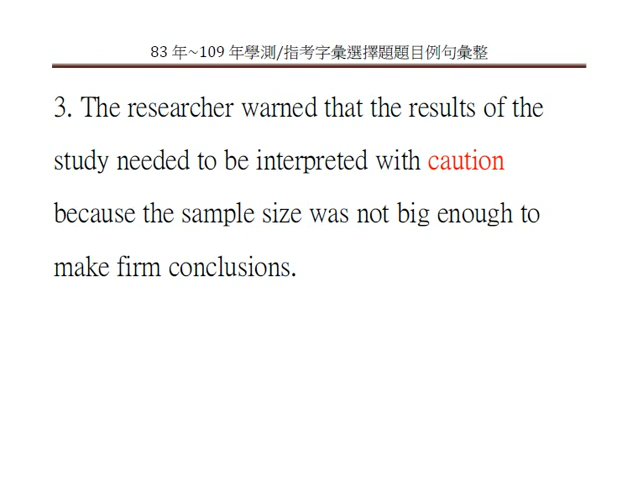 83 年~109 年學測/指考字彙選擇題題目例句彙整
3. The researcher warned that the results of the
study needed to be interpreted with caution
because the sample size was not big enough to
make firm conclusions.